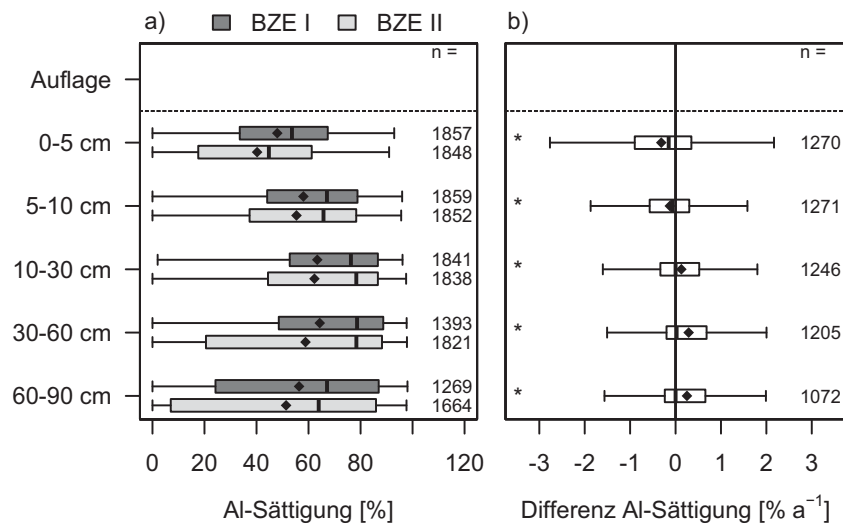 a) BZE I BZE II b)
n = n =
Auflage
0-5 cm 1857 * 1270
1848
5-10 cm 1859 * 1271
1852
10-30 cm 1841 * 1246
1838
30-60 cm 1393 * 1205
1821
60-90 cm 1269 * 1072
1664
0 20 40 60 80 120 -3 -2 -1 0 1 2 3
Al-Sättigung [%] Differenz Al-Sättigung [% a⁻¹]